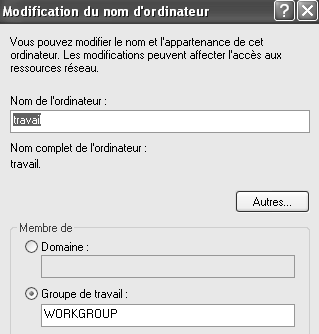 Modification du nom d'ordinateur
Vous pouvez modifier le nom et l'appartenance de cet
ordinateur. Les modifications peuvent affecter l'accès aux
ressources réseau.
Nom de l'ordinateur :
travail
Nom complet de l'ordinateur :
travail.
Autres...
Membre de
Domaine :
Groupe de travail :
WORKGROUP